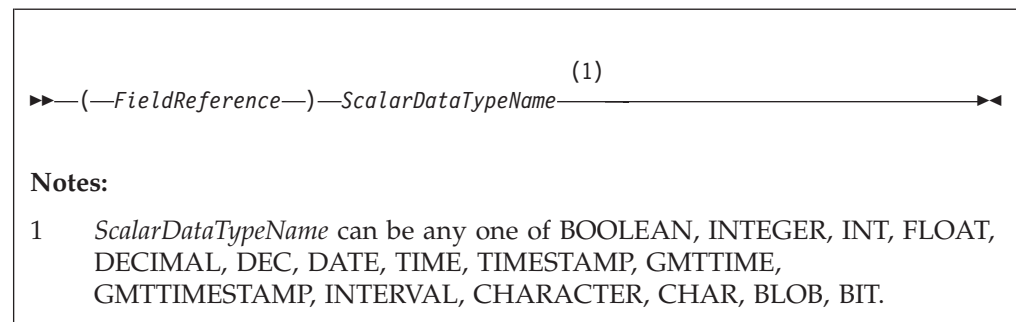 (1)
( FieldReference ) ScalarDataTypeName
Notes:
1 ScalarDataTypeName can be any one of BOOLEAN, INTEGER, INT, FLOAT,
DECIMAL, DEC, DATE, TIME, TIMESTAMP, GMTTIME,
GMTTIMESTAMP, INTERVAL, CHARACTER, CHAR, BLOB, BIT.